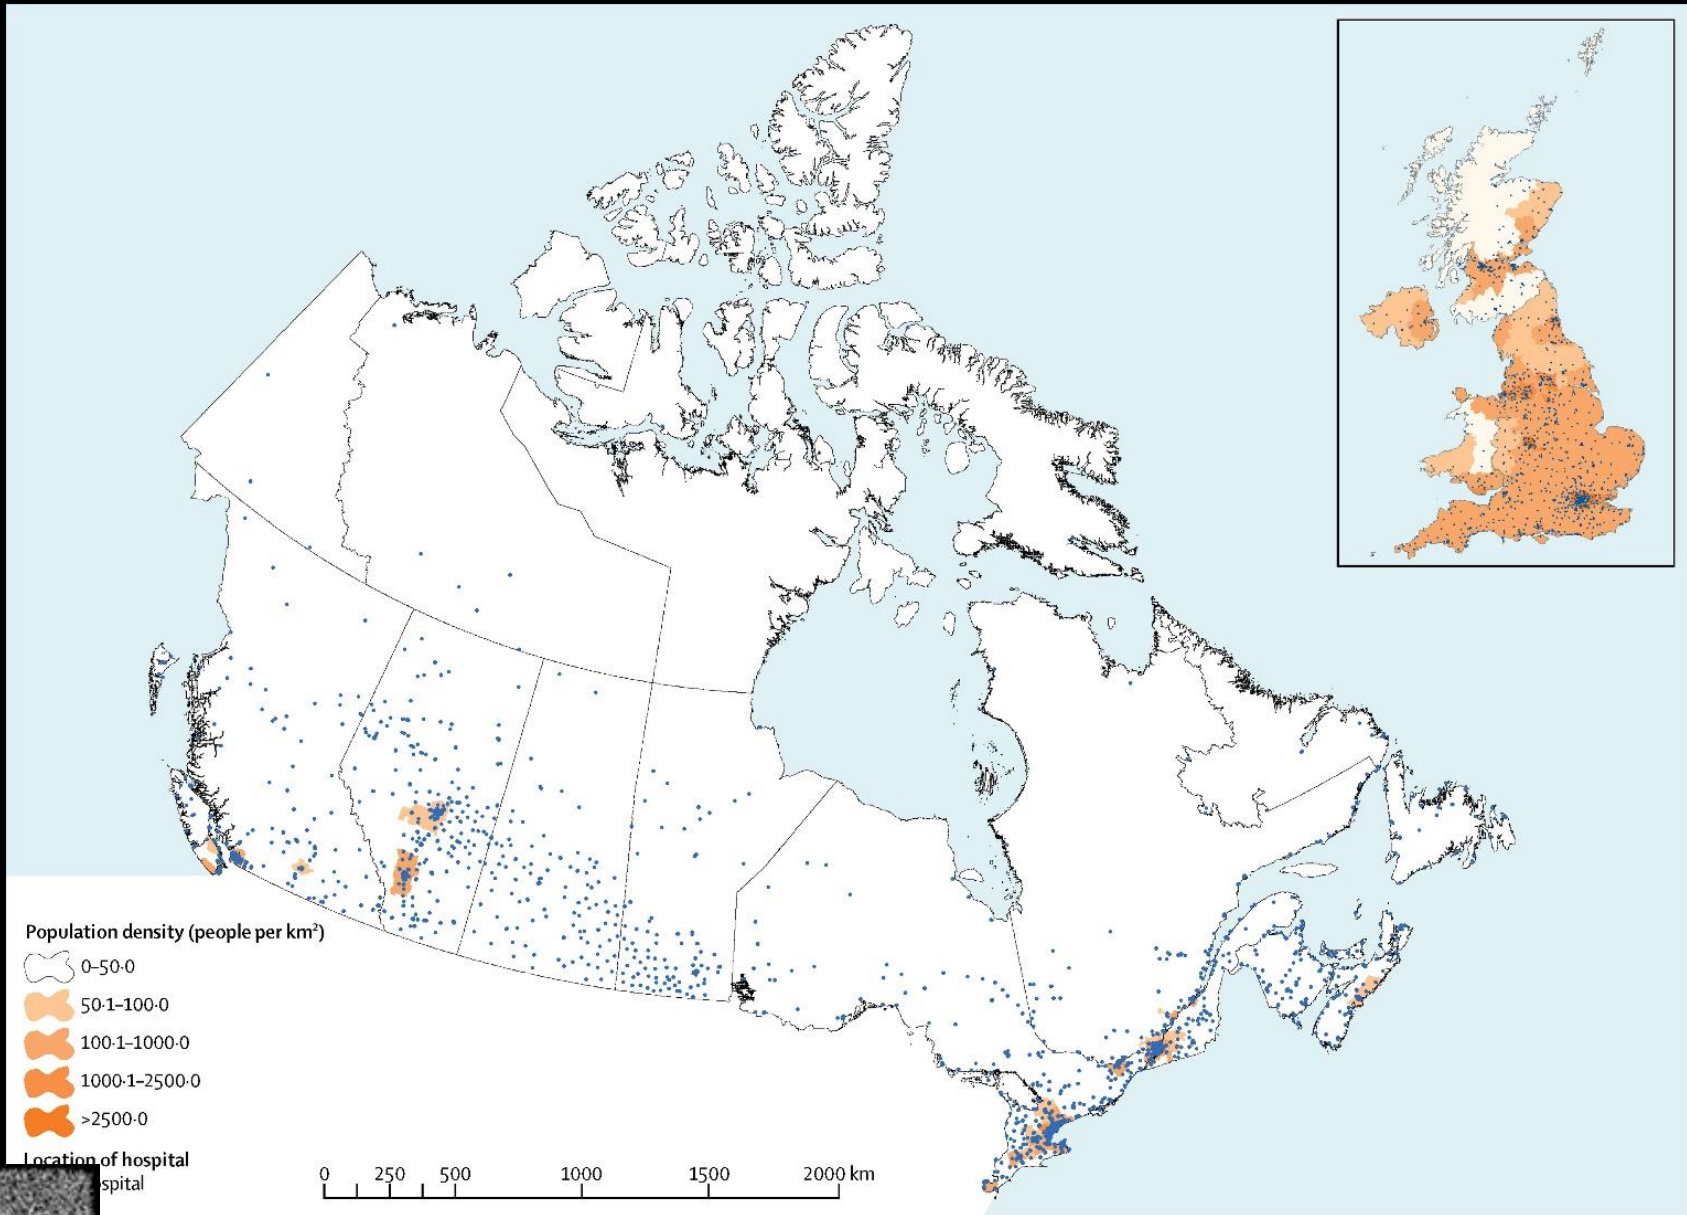 Population density (people per km²)
0–50·0
50·1–100·0
100·1–1000·0
1000·1–2500·0
>2500·0
Location of hospital
spital
0 250 500 1000 1500 2000 km